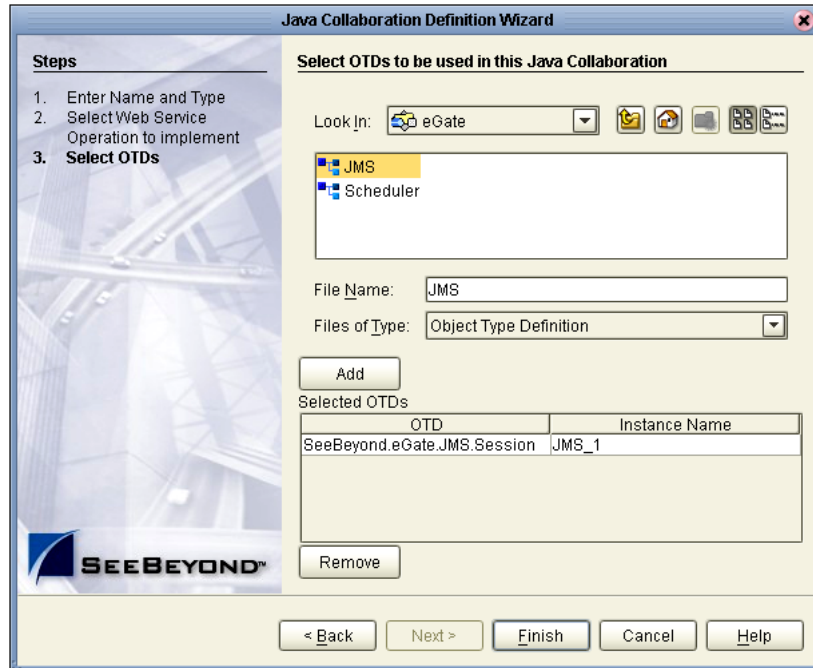 Java Collaboration Definition Wizard
Steps
1. Enter Name and Type
2. Select Web Service
Operation to implement
3. Select OTDs
SEEBEYOND™
Select OTDs to be used in this Java Collaboration
Look In: eGate
JMS
Scheduler
File Name: JMS
Files of Type: Object Type Definition
Add
Selected OTDs
OTD Instance Name
SeeBeyond.eGate.JMS.Session JMS_1
Remove
< Back Next > Finish Cancel Help